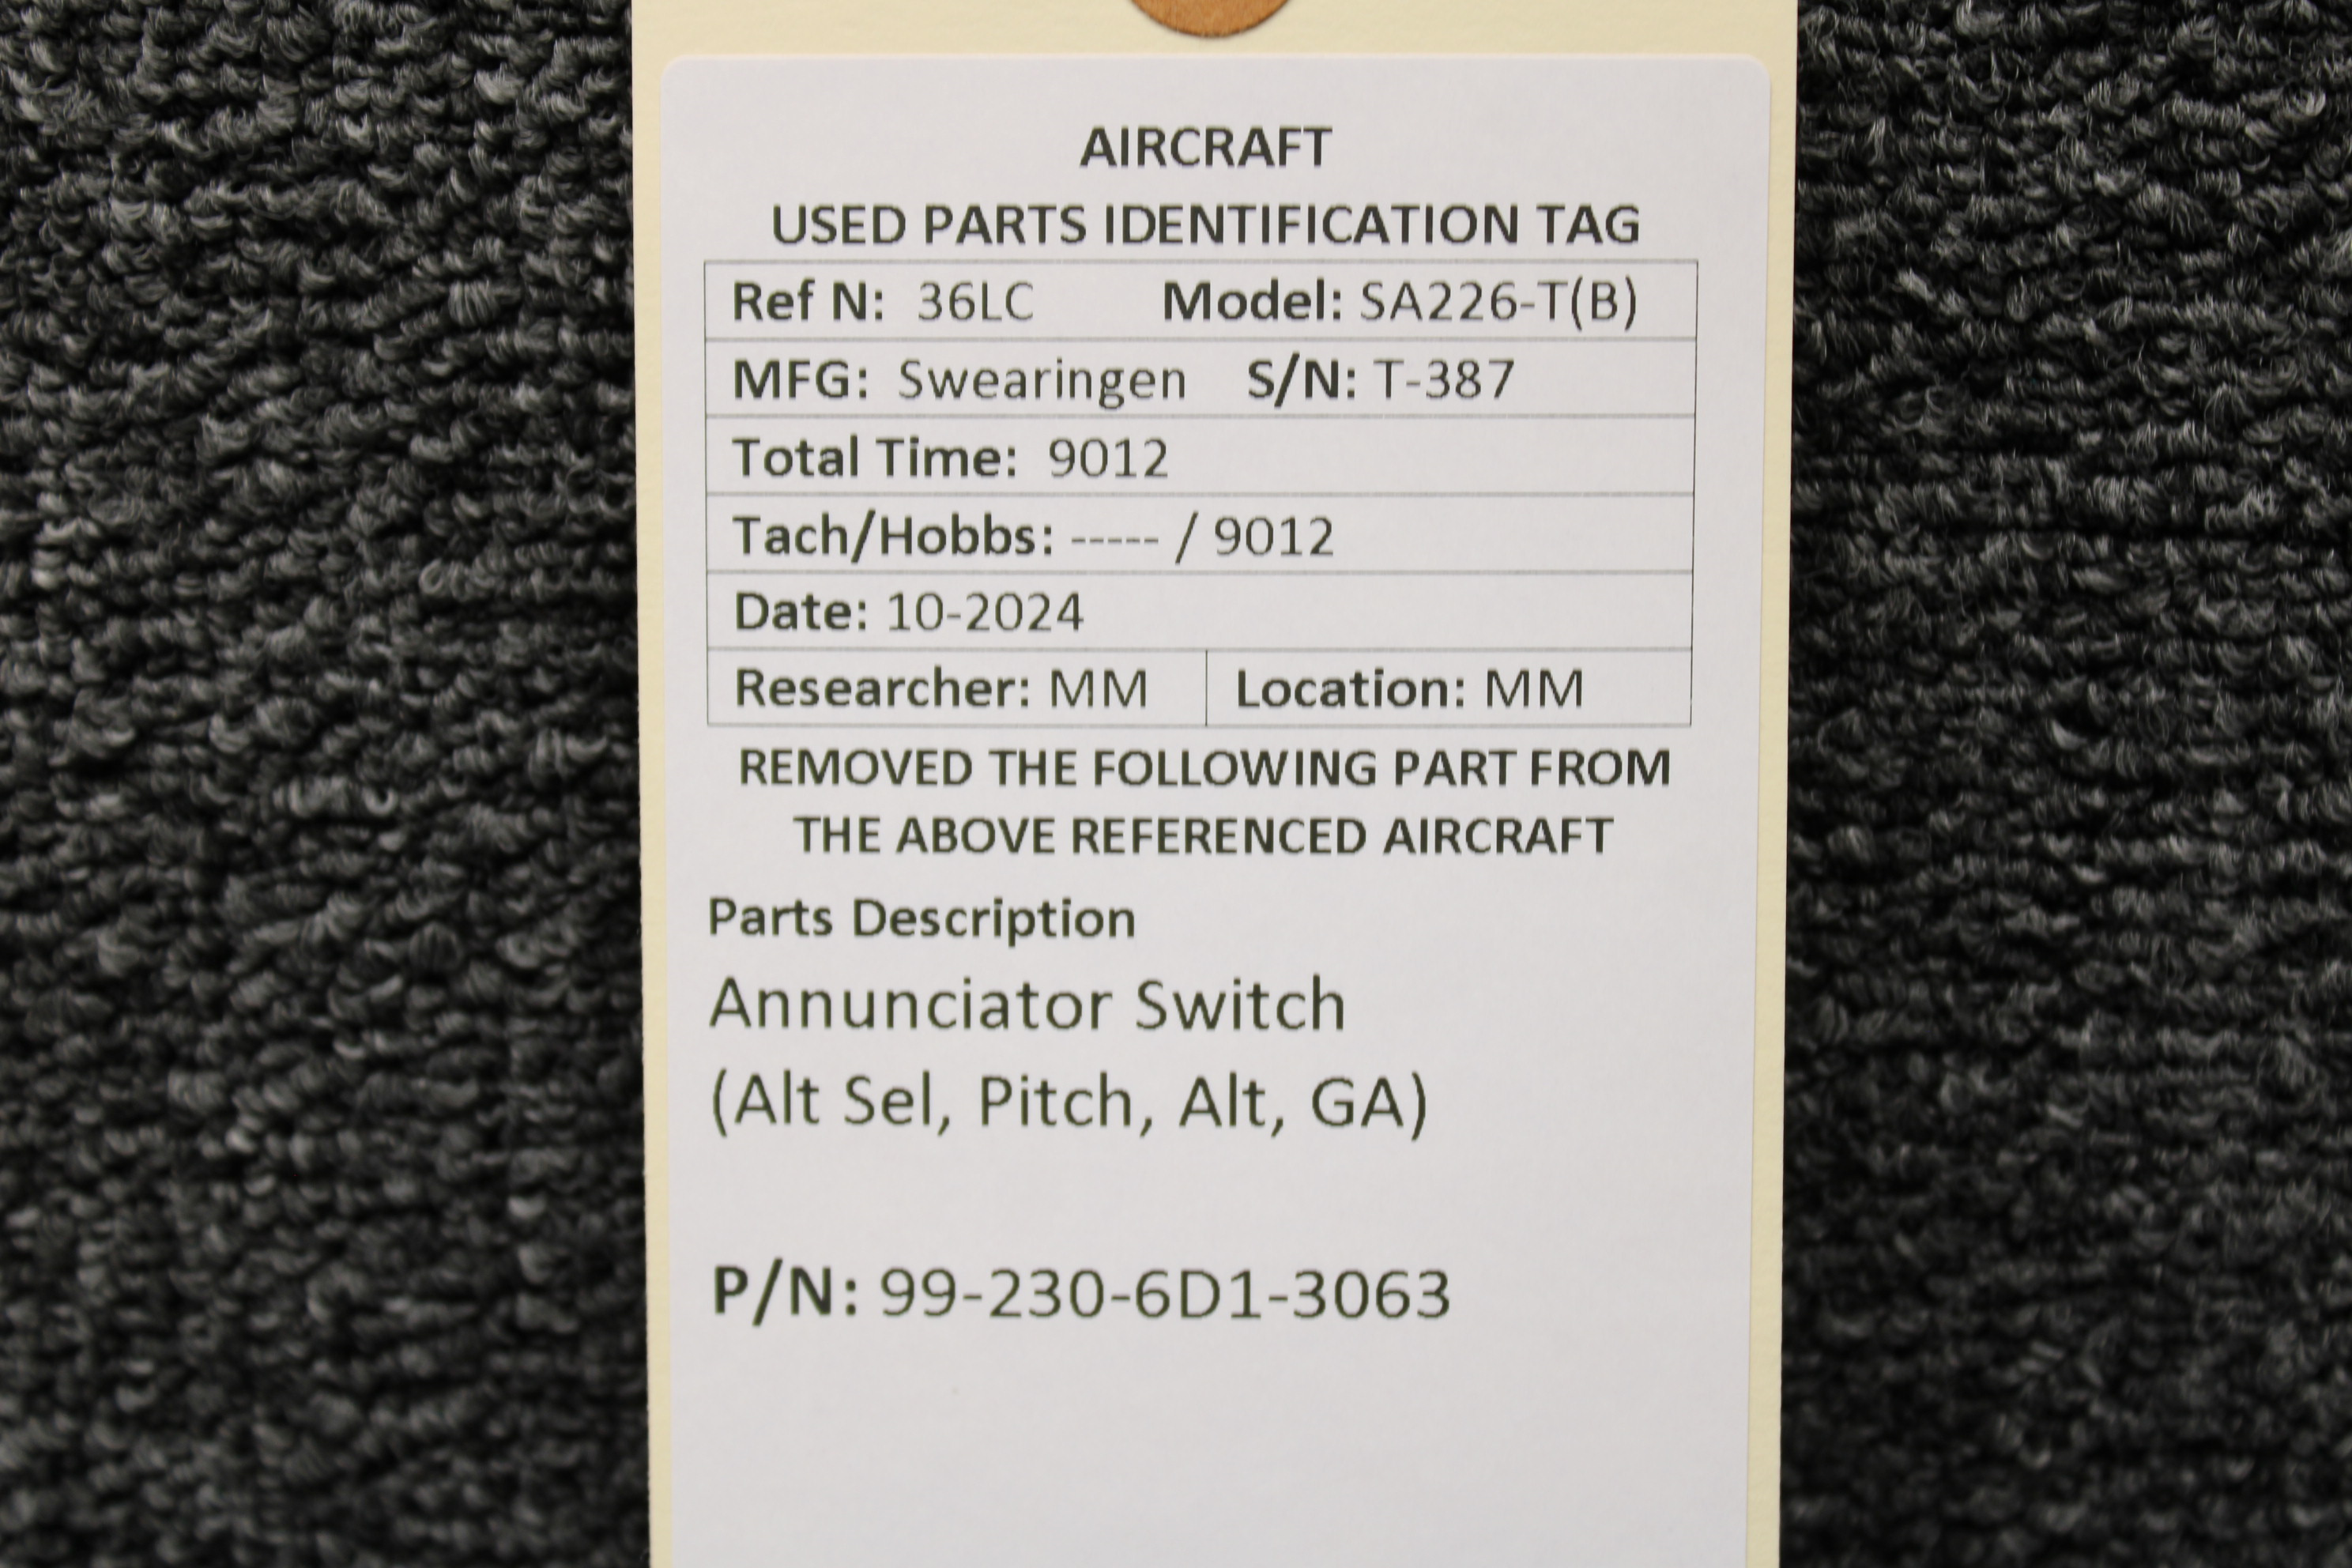 AIRCRAFT
USED PARTS IDENTIFICATION TAG
Ref N: 36LC Model: SA226-T(B)
MFG: Swearingen S/N: T-387
Total Time: 9012
Tach/Hobbs: ----- / 9012
Date: 10-2024
Researcher: MM Location: MM
REMOVED THE FOLLOWING PART FROM
THE ABOVE REFERENCED AIRCRAFT
Parts Description
Annunciator Switch
(Alt Sel, Pitch, Alt, GA)
P/N: 99-230-6D1-3063